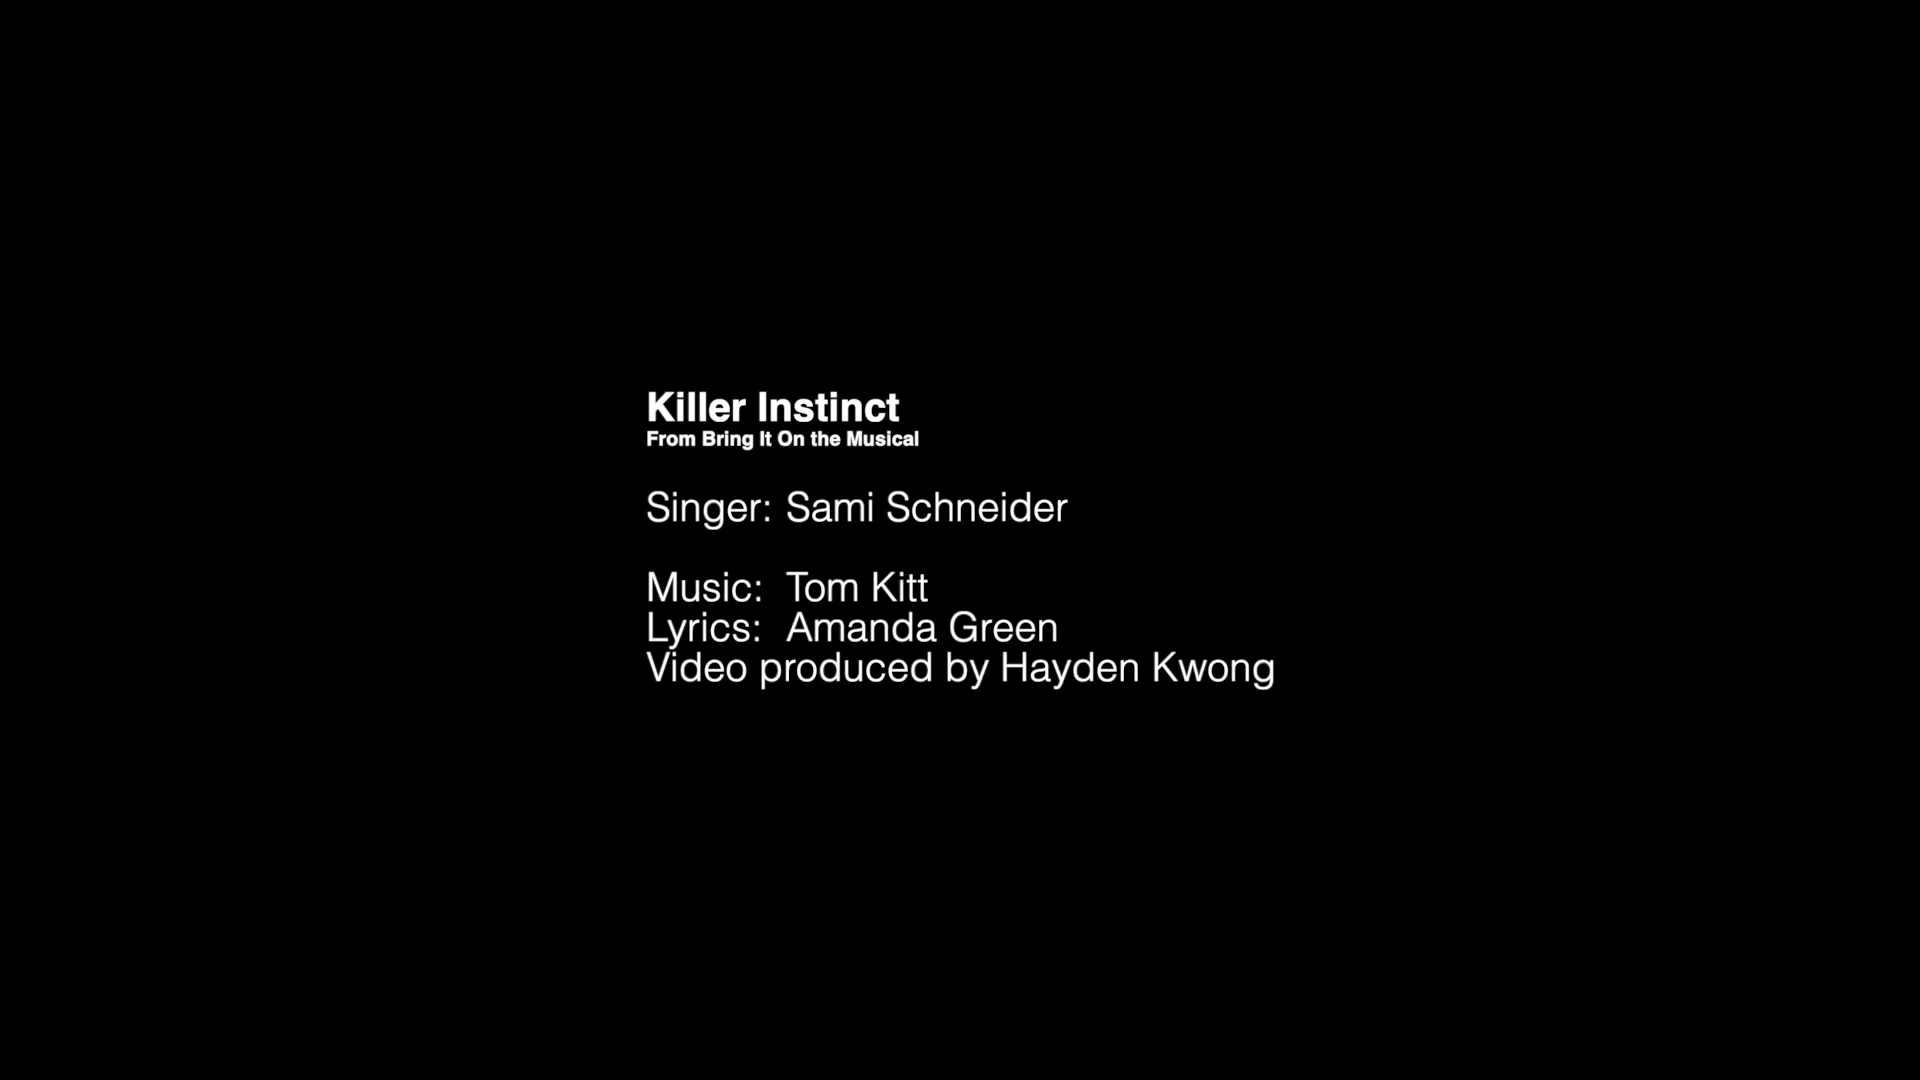 Killer Instinct
From Bring It On the Musical
Singer: Sami Schneider
Music: Tom Kitt
Lyrics: Amanda Green
Video produced by Hayden Kwong